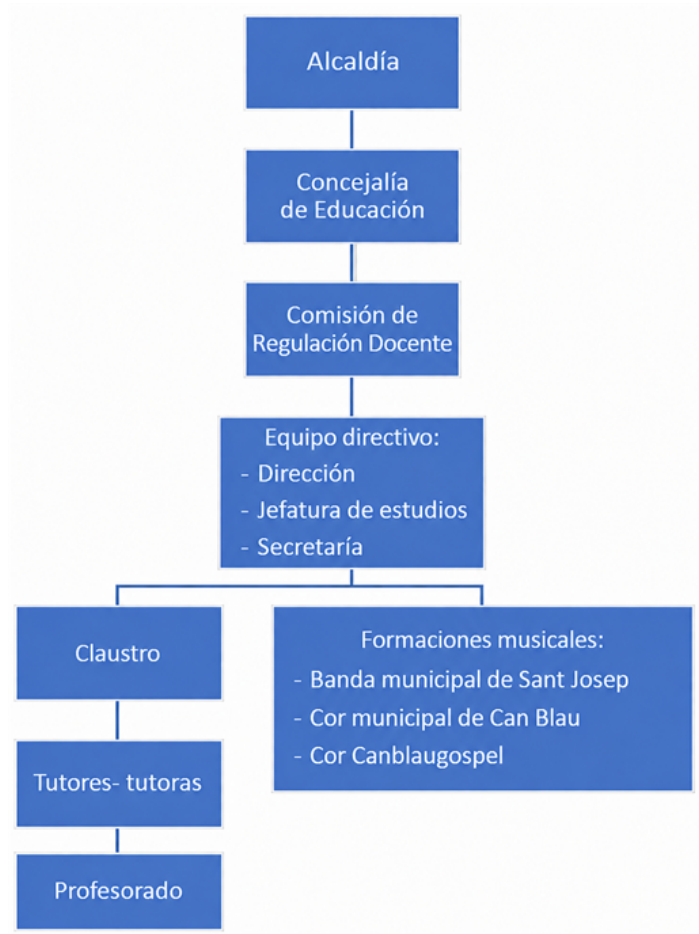 Alcaldía
Concejalía
de Educación
Comisión de
Regulación Docente
Equipo directivo:
- Dirección
- Jefatura de estudios
- Secretaría
Claustro
Tutores- tutoras
Profesorado
Formaciones musicales:
- Banda municipal de Sant Josep
- Cor municipal de Can Blau
- Cor Canblaugospel